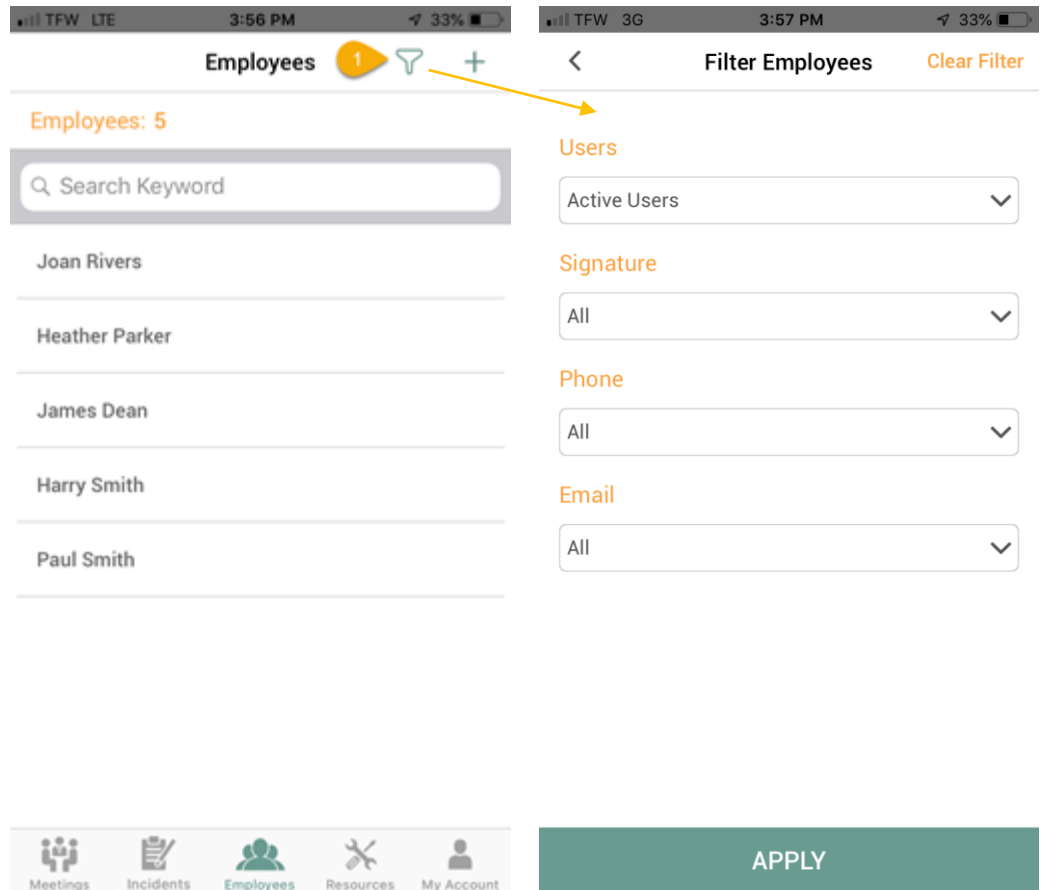 TFW LTE 3:56 PM 33%
Employees 1
Employees: 5
Search Keyword
Joan Rivers
Heather Parker
James Dean
Harry Smith
Paul Smith
Meetings Incidents Employees Resources My Account
TFW 3G 3:57 PM 33%
Filter Employees Clear Filter
Users
Active Users
Signature
All
Phone
All
Email
All
APPLY